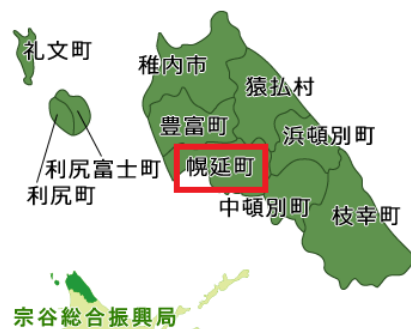 礼文町
稚内市
猿払村
豊富町
浜頓別町
利尻富士町
幌延町
利尻町
中頓別町
枝幸町
宗谷総合振興局